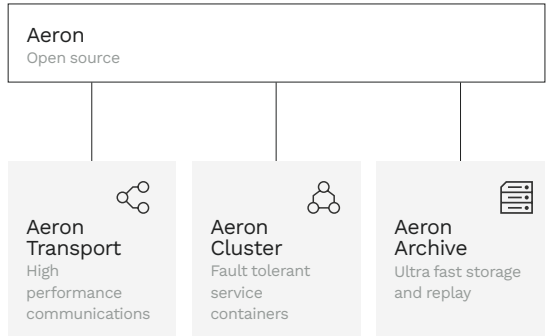 Aeron
Open source
Aeron
Transport
High
performance
communications
Aeron
Cluster
Fault tolerant
service
containers
Aeron
Archive
Ultra fast storage
and replay